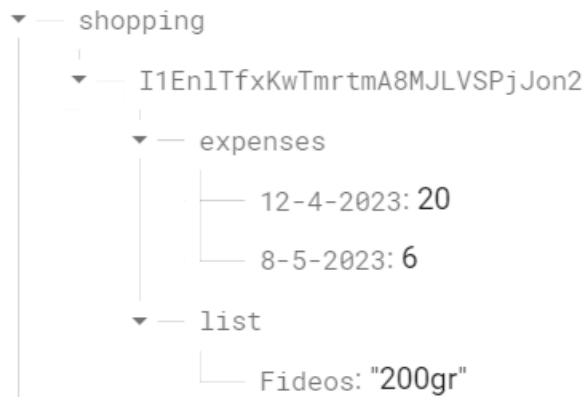 shopping
I1EnlTfxKwTmrtmA8MJLVSPjJon2
expenses
12-4-2023: 20
8-5-2023: 6
list
Fideos: "200gr"